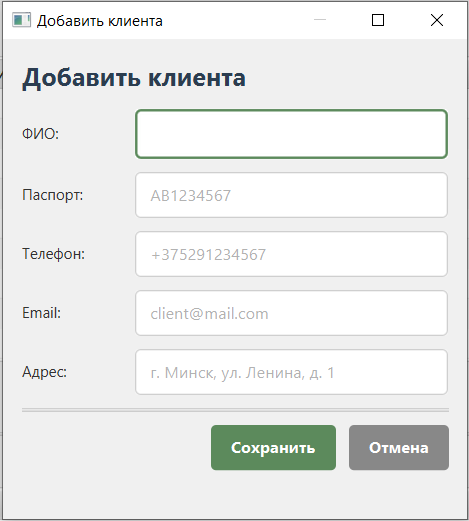 Добавить клиента
Добавить клиента
ФИО:
Паспорт: AB1234567
Телефон: +375291234567
Email: client@mail.com
Адрес: г. Минск, ул. Ленина, д. 1
Сохранить Отмена